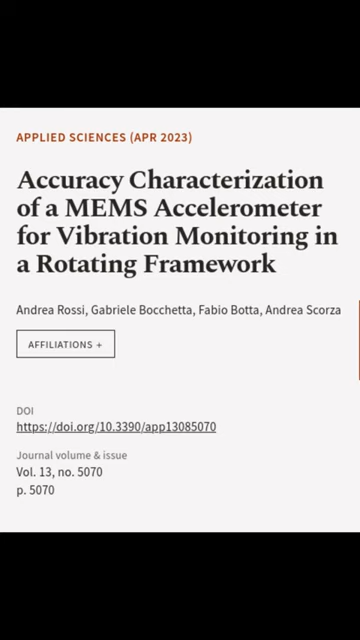 APPLIED SCIENCES (APR 2023)
Accuracy Characterization
of a MEMS Accelerometer
for Vibration Monitoring in
a Rotating Framework
Andrea Rossi, Gabriele Bocchetta, Fabio Botta, Andrea Scorza
AFFILIATIONS +
DOI
https://doi.org/10.3390/app13085070
Journal volume & issue
Vol. 13, no. 5070
p. 5070